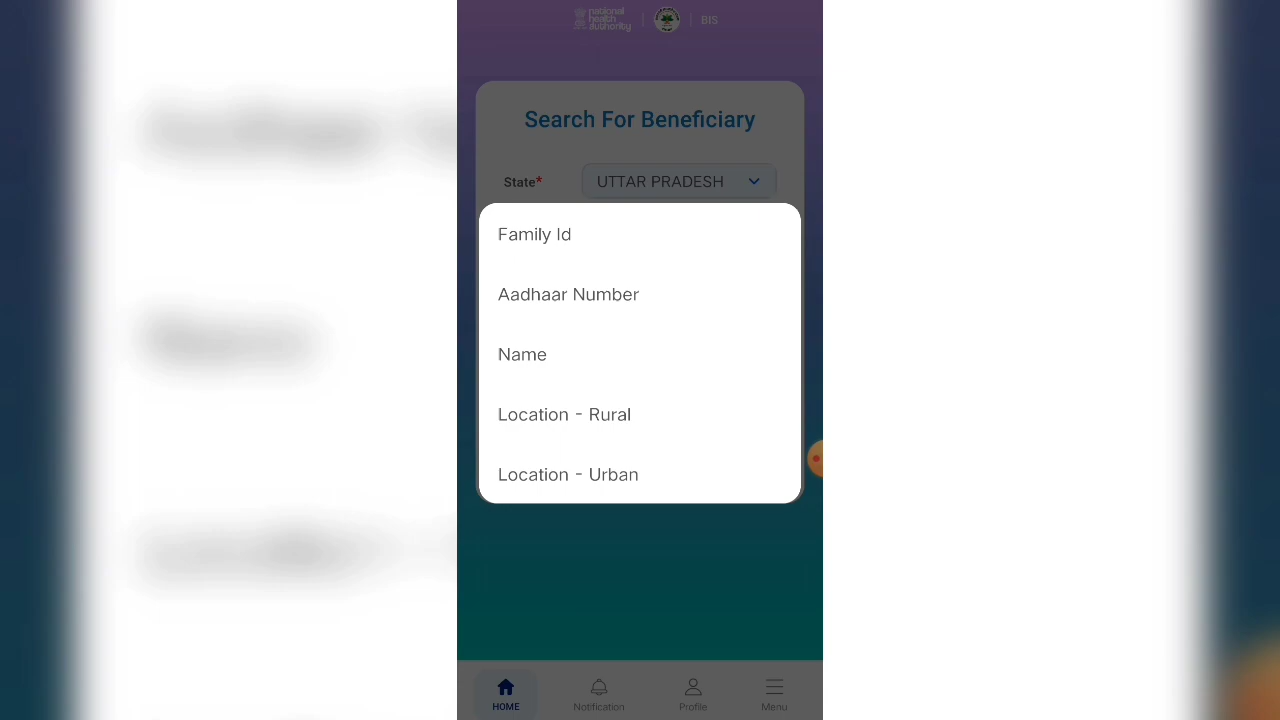 national
health
authority
BIS
Search For Beneficiary
State* UTTAR PRADESH
Family Id
Aadhaar Number
Name
Location - Rural
Location - Urban
HOME Notification Profile Menu